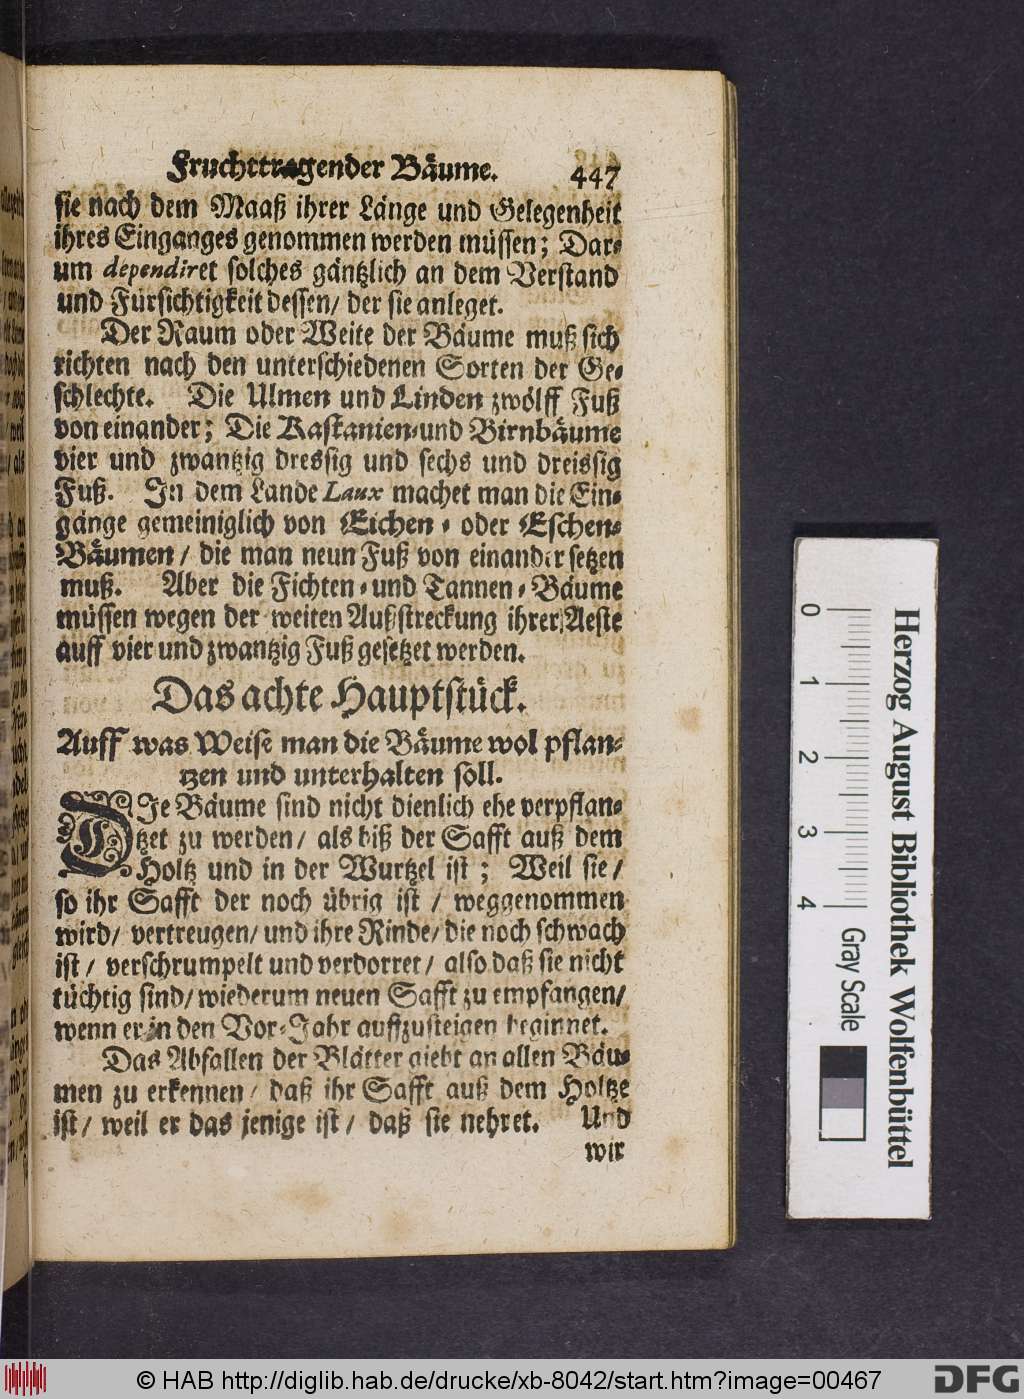 Fruchttragender Bäume. 447
sie nach dem Maaß ihrer Länge und Gelegenheit
ihres Einganges genommen werden müssen; Dar-
um dependiret solches gäntzlich an dem Verstand
und Fürsichtigkeit dessen/ der sie anleget.
Der Raum oder Weite der Bäume muß sich
richten nach den unterschiedenen Sorten der Ge-
schlechte. Die Ulmen und Linden zwölff Fuß
von einander; Die Kastanien-und Birnbäume
vier und zwantzig dreissig und sechs und dreissig
Fuß. In dem Lande Laux machet man die Ein-
gänge gemeiniglich von Eichen- oder Eschen-
Bäumen/ die man neun Fuß von einander setzen
muß. Aber die Fichten-und Tannen-Bäume
müssen wegen der weiten Außstreckung ihrer Aeste
auff vier und zwantzig Fuß gesetzet werden.
Das achte Hauptstück.
Auff was Weise man die Bäume wol pflan-
tzen und unterhalten soll.
DIe Bäume sind nicht dienlich ehe verpflan-
tzet zu werden/ als biß der Safft auß dem
Holtz und in der Wurtzel ist; Weil sie/
so ihr Safft der noch übrig ist/ weggenommen
wird/ vertreugen/ und ihre Rinde/ die noch schwach
ist/ verschrumpelt und verdorret/ also daß sie nicht
tüchtig sind/ wiederum neuen Safft zu empfangen/
wenn er in den Vor-Jahr auffzusteigen beginnet.
Das Abfallen der Blätter giebt an allen Bäu-
men zu erkennen/ daß ihr Safft auß dem Holtze
ist/ weil er das jenige ist/ daß sie nehret. Und
wir
0 1 2 3 4
Gray Scale
Herzog August Bibliothek Wolfenbüttel
© HAB http://diglib.hab.de/drucke/xb-8042/start.htm?image=00467
DFG